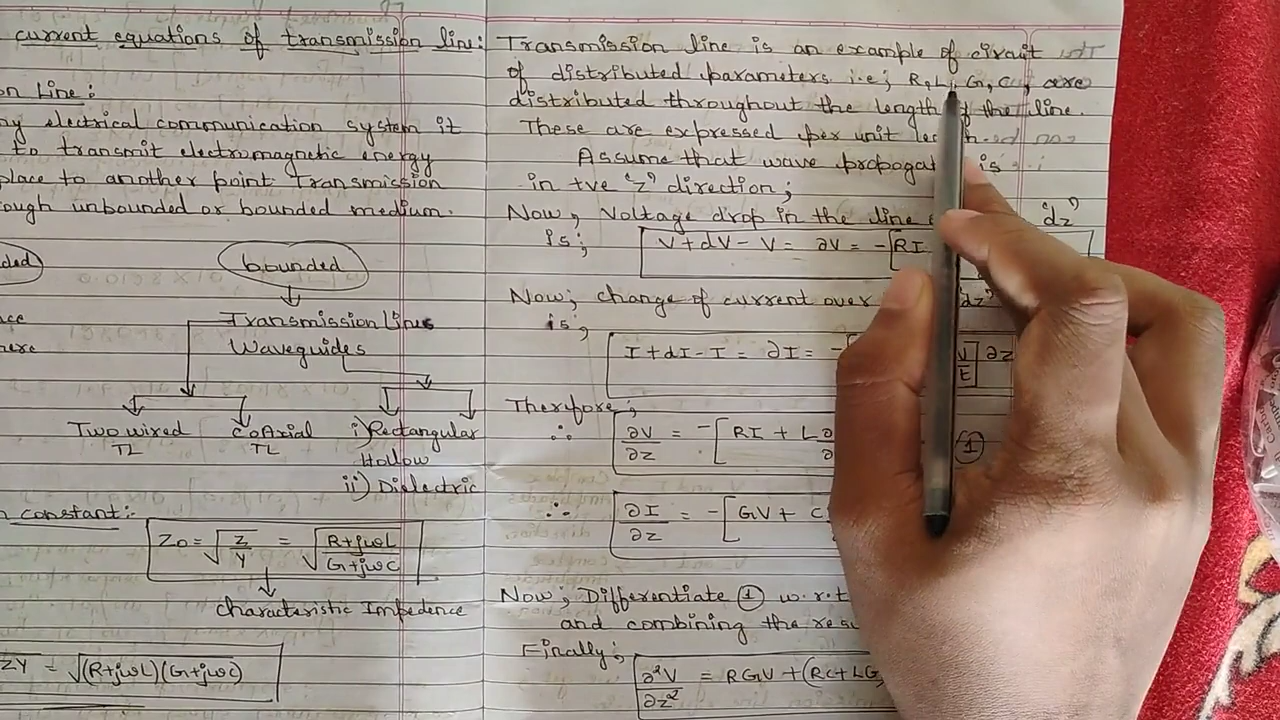 current equations of transmission line:
on Line:
electrical communication system it
to transmit electromagnetic energy
place to another point Transmission
ough unbounded or bounded medium.
ded
bounded
ace
here
Transmission Lines
Waveguides
Two wired
TL
coAxial
TL
i) Rectangular
Hollow
ii) Dielectric
n constant:
Zo = √Z/Y = √R+jωL/G+jωC
characteristic Impedence
ZY = √(R+jωL)(G+jωC)
Transmission line is an example of circuit
of distributed parameters i.e; R, L, G, C, are
distributed throughout the length of the line.
These are expressed per unit
Assume that wave propagat is
in +ve 'z' direction;
Now, Voltage drop in the line 'dz'
is;
V+dV - V = ∂V = -[RI
Now; change of current over 'dz'
is,
I+dI-I = ∂I = -[ ∂z
Therefore;
∴ ∂V/∂z = -[RI + L∂ ①
∴ ∂I/∂z = -[GV + C
Now; Differentiate ① w.r.t
and combining the
Finally;
∂²V/∂z² = RGV + (RC+LG